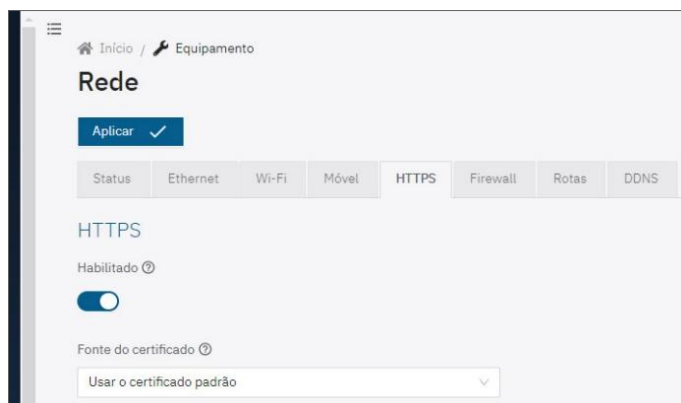 Início / Equipamento
Rede
Aplicar
Status Ethernet Wi-Fi Móvel HTTPS Firewall Rotas DDNS
HTTPS
Habilitado
Fonte do certificado
Usar o certificado padrão